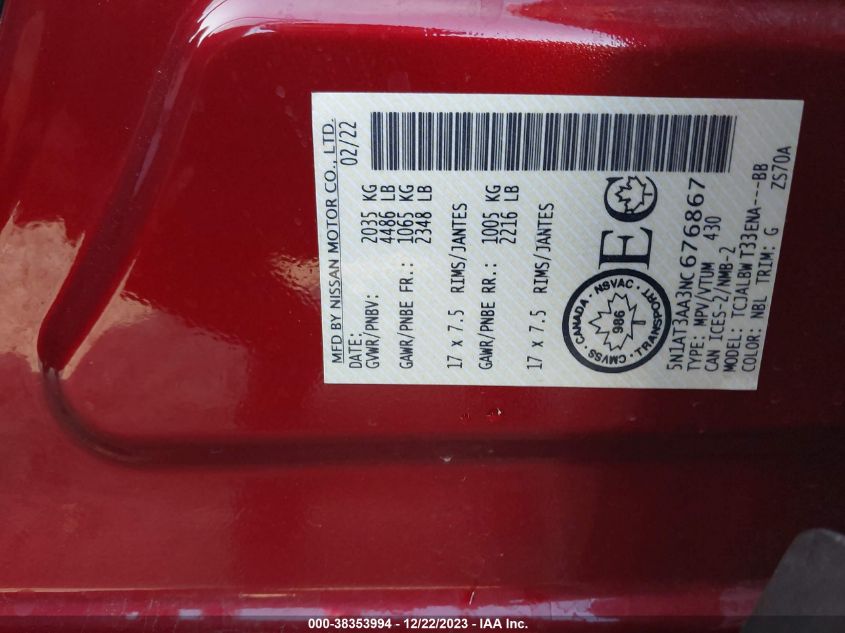 MFD BY NISSAN MOTOR CO., LTD.
DATE: 02/22
GVWR/PNBV: 2035 KG
4486 LB
GAWR/PNBE FR.: 1065 KG
2348 LB
17 x 7.5 RIMS/JANTES
GAWR/PNBE RR.: 1005 KG
2216 LB
17 x 7.5 RIMS/JANTES
CANADA · NSVAC · TRANSPORT · CMVSS ·
986 T
EC
5N1AT3AA3NC676867
TYPE: MPV/VTUM 430
CAN ICES-2/NMB-2
MODEL: TCJALBW T33ENA---BB
COLOR: NBL TRIM: G ZS70A
000-38353994 - 12/22/2023 - IAA Inc.